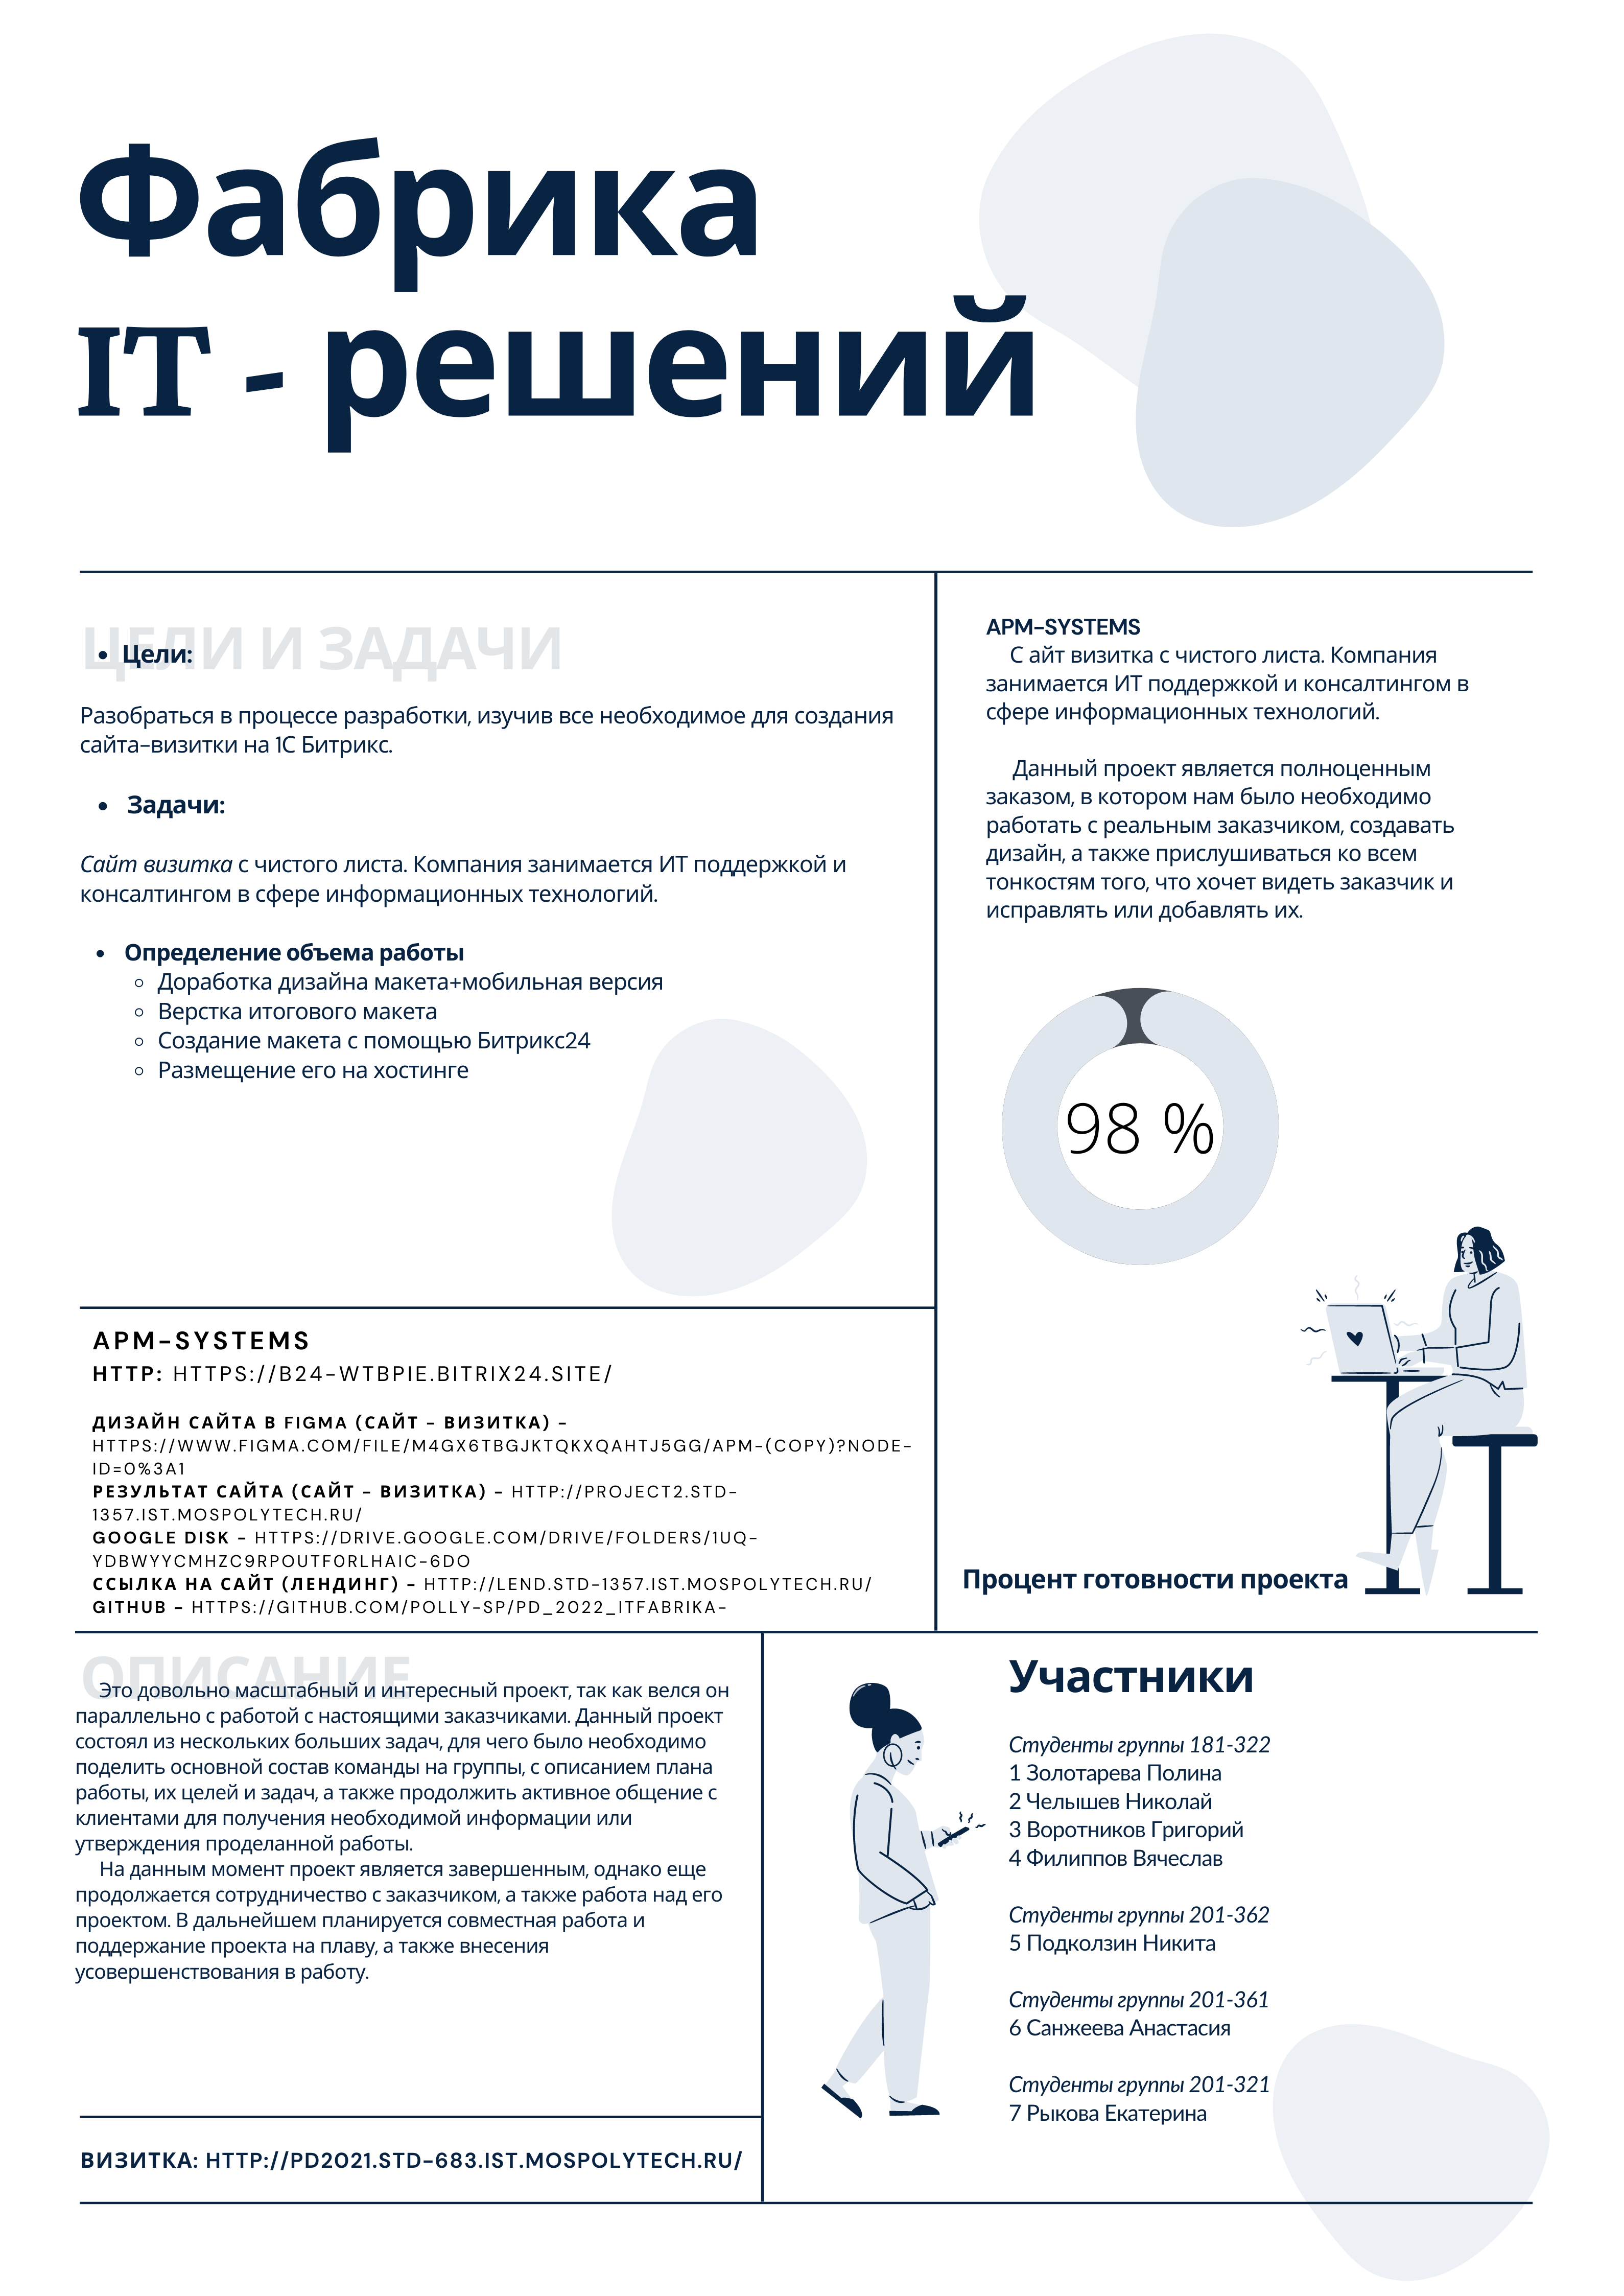 Фабрика
IT - решений
ЦЕЛИ И ЗАДАЧИ
Цели:
Разобраться в процессе разработки, изучив все необходимое для создания
сайта-визитки на 1С Битрикс.
Задачи:
Сайт визитка с чистого листа. Компания занимается ИТ поддержкой и
консалтингом в сфере информационных технологий.
Определение объема работы
Доработка дизайна макета+мобильная версия
Верстка итогового макета
Создание макета с помощью Битрикс24
Размещение его на хостинге
APM-SYSTEMS
С айт визитка с чистого листа. Компания
занимается ИТ поддержкой и консалтингом в
сфере информационных технологий.
Данный проект является полноценным
заказом, в котором нам было необходимо
работать с реальным заказчиком, создавать
дизайн, а также прислушиваться ко всем
тонкостям того, что хочет видеть заказчик и
исправлять или добавлять их.
98 %
Процент готовности проекта
APM-SYSTEMS
HTTP: HTTPS://B24-WTBPIE.BITRIX24.SITE/
ДИЗАЙН САЙТА В FIGMA (САЙТ - ВИЗИТКА) -
HTTPS://WWW.FIGMA.COM/FILE/M4GX6TBGJKTQKXQAHTJ5GG/APM-(COPY)?NODE-
ID=0%3A1
РЕЗУЛЬТАТ САЙТА (САЙТ - ВИЗИТКА) - HTTP://PROJECT2.STD-
1357.IST.MOSPOLYTECH.RU/
GOOGLE DISK - HTTPS://DRIVE.GOOGLE.COM/DRIVE/FOLDERS/1UQ-
YDBWYYCMHZC9RPOUTF0RLHAIC-6DO
ССЫЛКА НА САЙТ (ЛЕНДИНГ) - HTTP://LEND.STD-1357.IST.MOSPOLYTECH.RU/
GITHUB - HTTPS://GITHUB.COM/POLLY-SP/PD_2022_ITFABRIKA-
ОПИСАНИЕ
Это довольно масштабный и интересный проект, так как велся он
параллельно с работой с настоящими заказчиками. Данный проект
состоял из нескольких больших задач, для чего было необходимо
поделить основной состав команды на группы, с описанием плана
работы, их целей и задач, а также продолжить активное общение с
клиентами для получения необходимой информации или
утверждения проделанной работы.
На данным момент проект является завершенным, однако еще
продолжается сотрудничество с заказчиком, а также работа над его
проектом. В дальнейшем планируется совместная работа и
поддержание проекта на плаву, а также внесения
усовершенствования в работу.
ВИЗИТКА: HTTP://PD2021.STD-683.IST.MOSPOLYTECH.RU/
Участники
Студенты группы 181-322
1 Золотарева Полина
2 Челышев Николай
3 Воротников Григорий
4 Филиппов Вячеслав
Студенты группы 201-362
5 Подколзин Никита
Студенты группы 201-361
6 Санжеева Анастасия
Студенты группы 201-321
7 Рыкова Екатерина